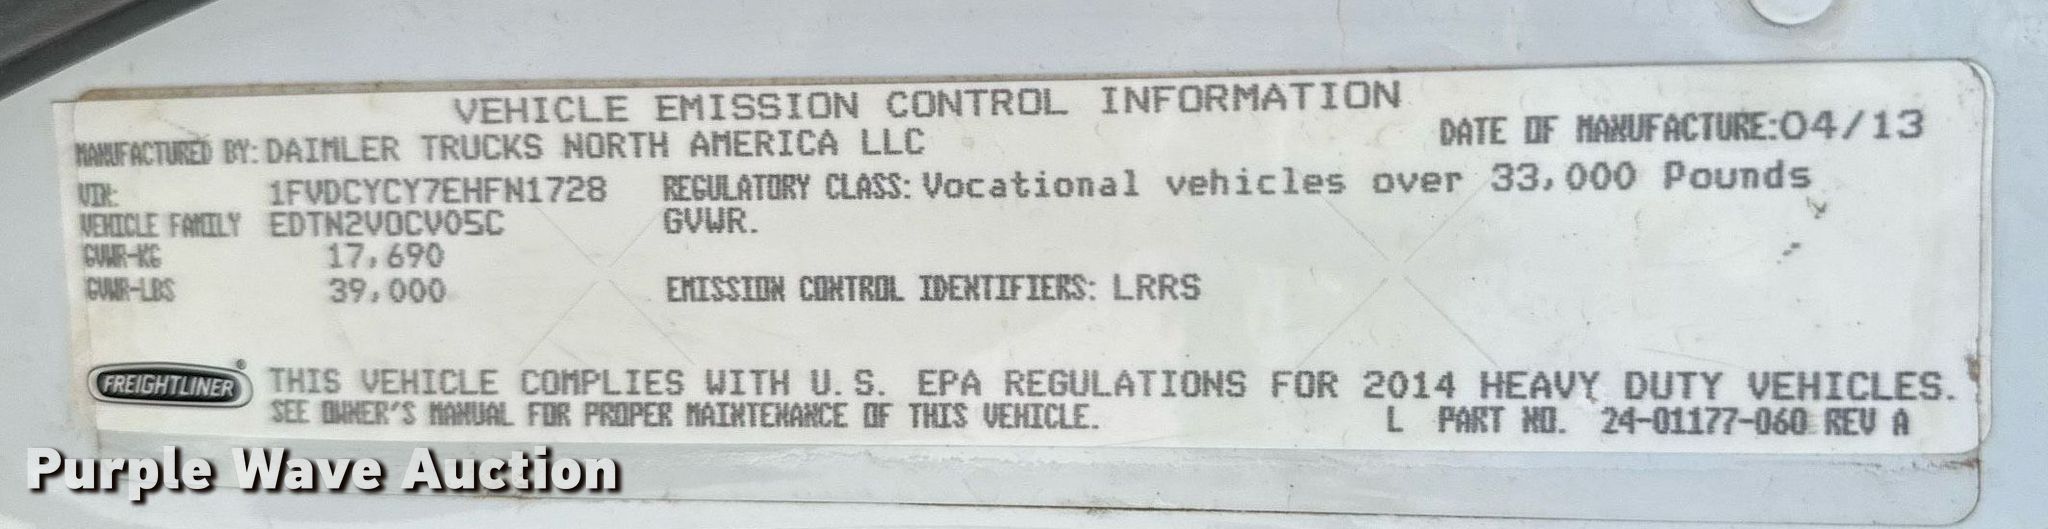 VEHICLE EMISSION CONTROL INFORMATION
MANUFACTURED BY: DAIMLER TRUCKS NORTH AMERICA LLC
DATE OF MANUFACTURE: 04/13
VIN: 1FVDCYCY7EHFN1728
REGULATORY CLASS: Vocational vehicles over 33,000 Pounds
VEHICLE FAMILY EDTN2VOCV05C
GVWR.
GVWR-KG 17,690
GVWR-LBS 39,000
EMISSION CONTROL IDENTIFIERS: LRRS
FREIGHTLINER®
THIS VEHICLE COMPLIES WITH U.S. EPA REGULATIONS FOR 2014 HEAVY DUTY VEHICLES.
SEE OWNER'S MANUAL FOR PROPER MAINTENANCE OF THIS VEHICLE.
L PART NO. 24-01177-060 REV A
Purple Wave Auction